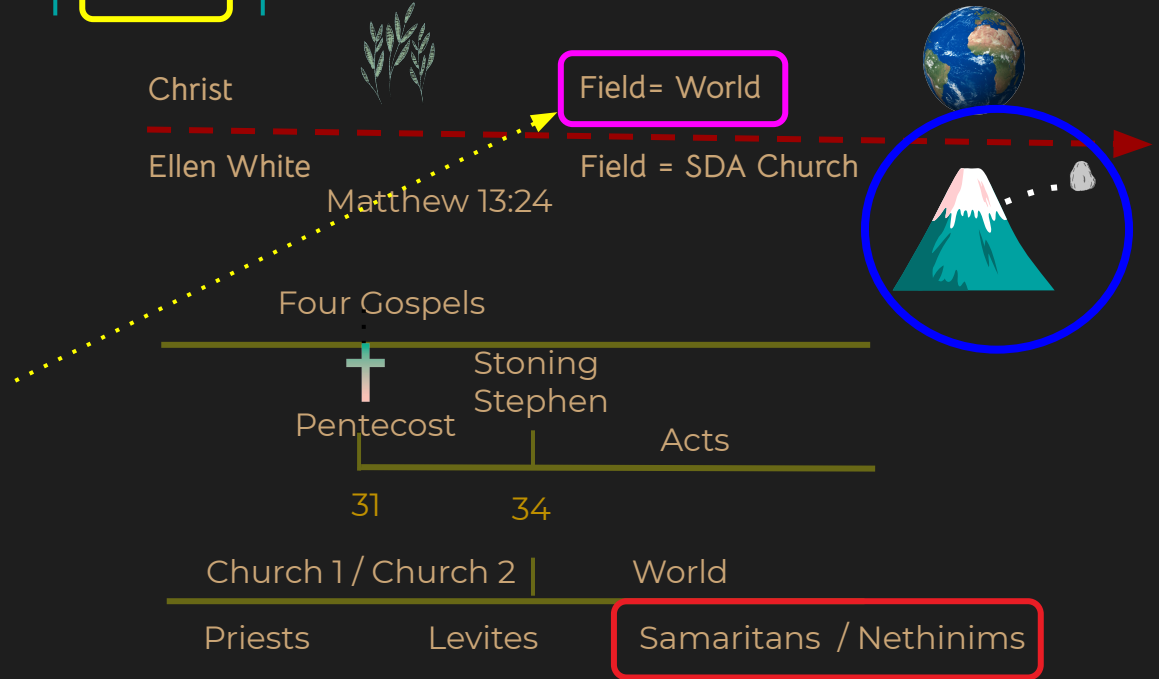 Christ
Field= World
Ellen White
Field = SDA Church
Matthew 13:24
Four Gospels
Stoning
Stephen
Pentecost
Acts
31
34
Church 1 / Church 2
World
Priests
Levites
Samaritans / Nethinims